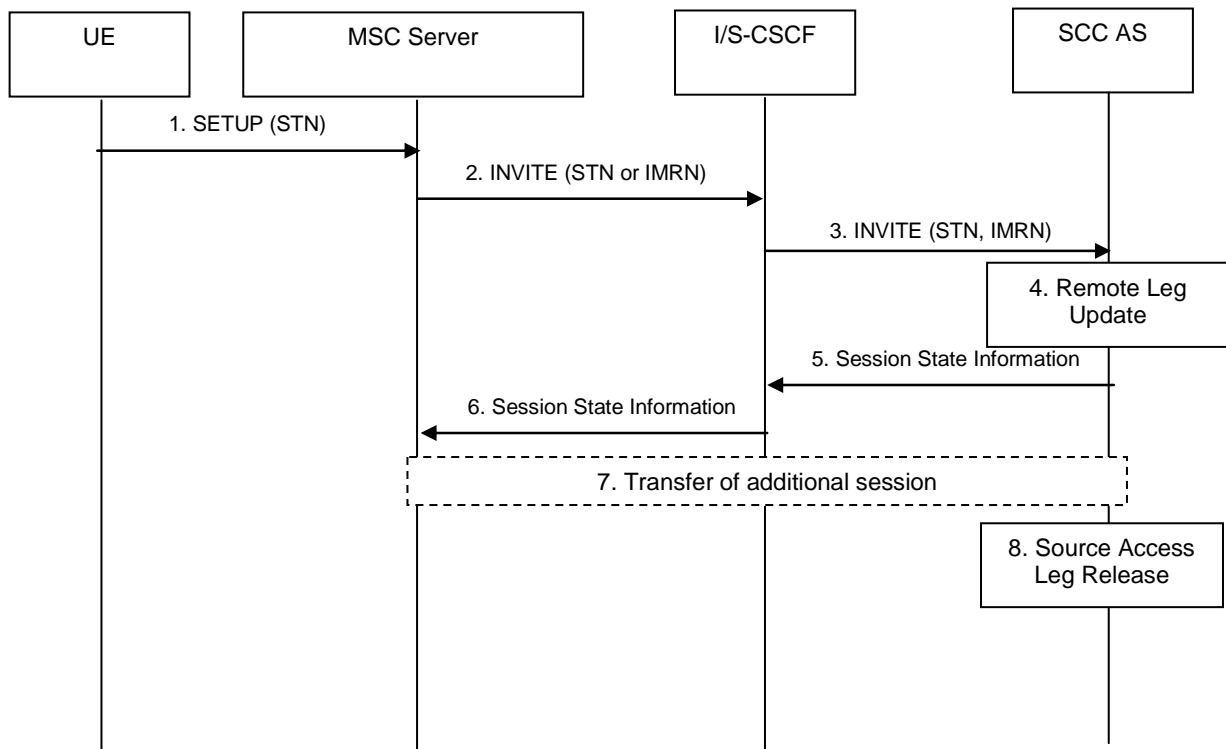 UE
MSC Server
I/S-CSCF
SCC AS
1. SETUP (STN)
2. INVITE (STN or IMRN)
3. INVITE (STN, IMRN)
4. Remote Leg
Update
5. Session State Information
6. Session State Information
7. Transfer of additional session
8. Source Access
Leg Release